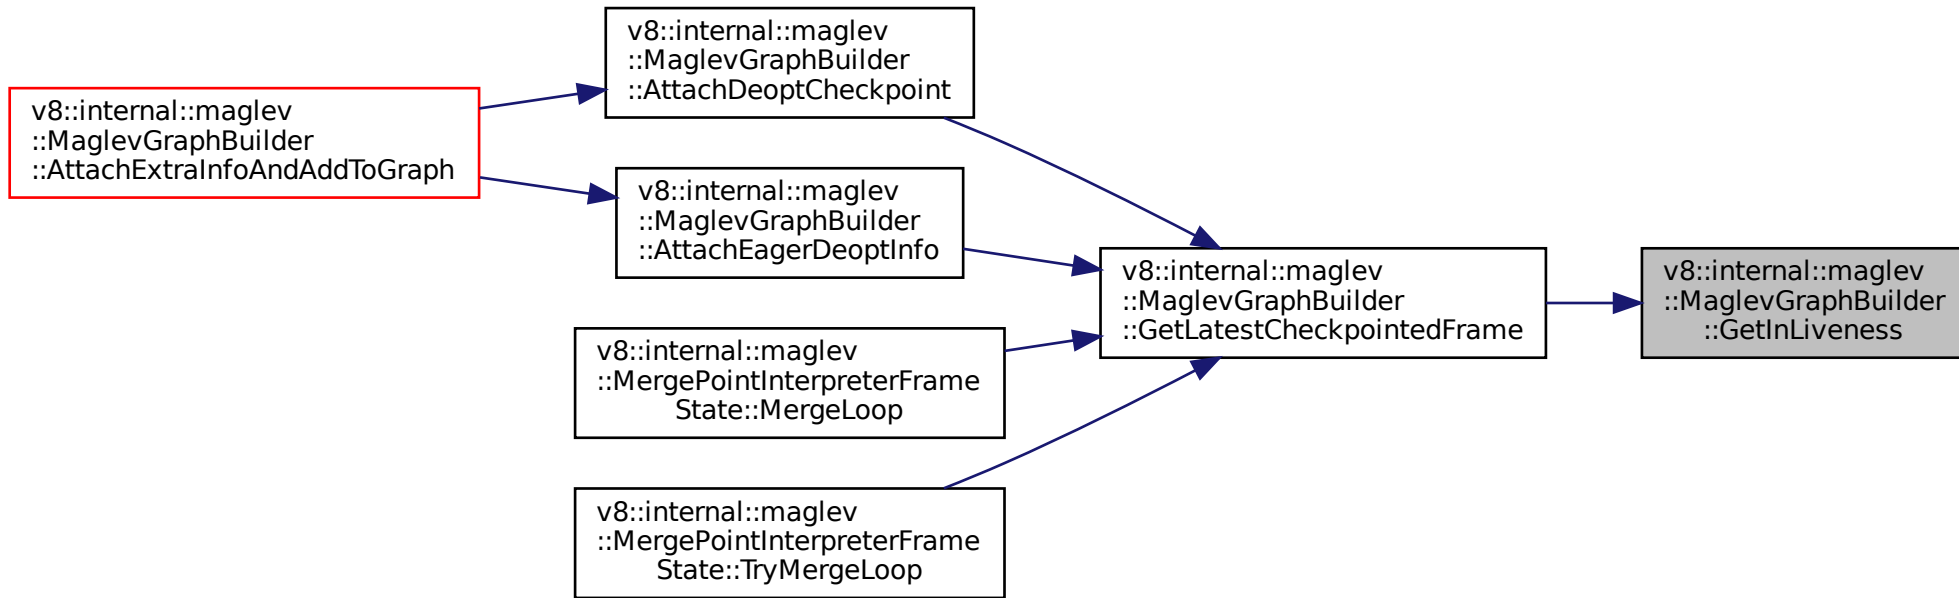 v8::internal::maglev
::MaglevGraphBuilder
::AttachExtraInfoAndAddToGraph
v8::internal::maglev
::MaglevGraphBuilder
::AttachDeoptCheckpoint
v8::internal::maglev
::MaglevGraphBuilder
::AttachEagerDeoptInfo
v8::internal::maglev
::MergePointInterpreterFrame
State::MergeLoop
v8::internal::maglev
::MergePointInterpreterFrame
State::TryMergeLoop
v8::internal::maglev
::MaglevGraphBuilder
::GetLatestCheckpointedFrame
v8::internal::maglev
::MaglevGraphBuilder
::GetInLiveness